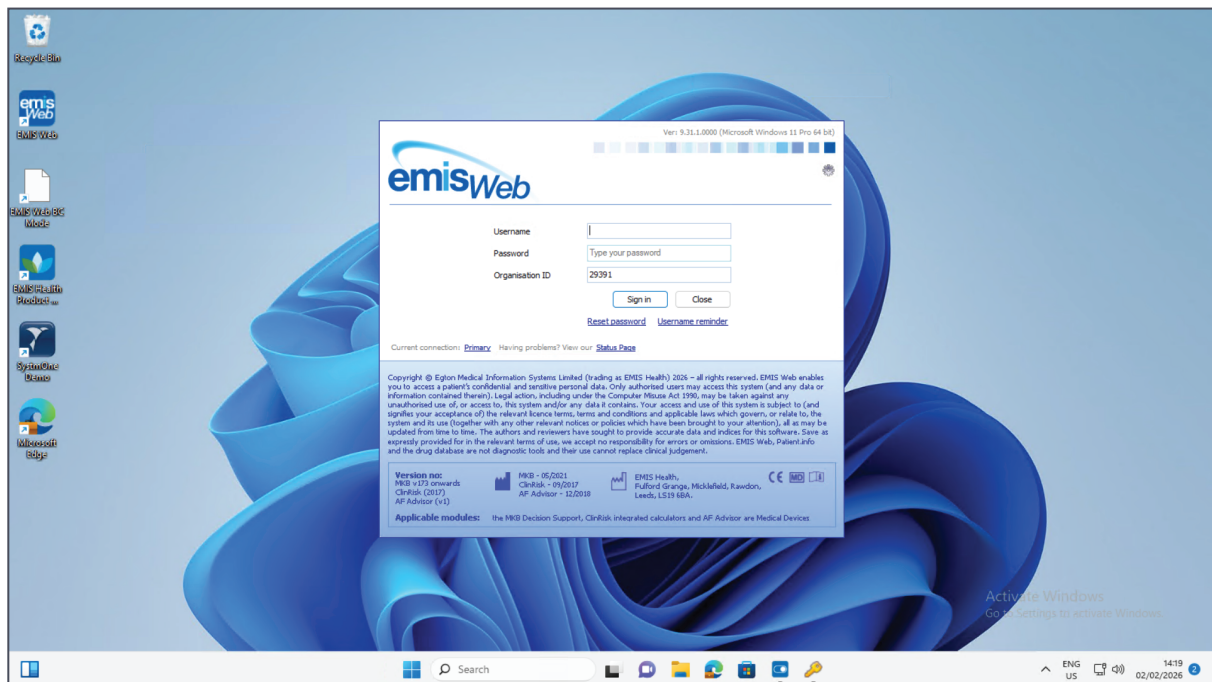 Recycle Bin
emis
Web
EMIS Web
EMIS Web BC
Mode
EMIS Health
Product ...
SystmOne
Demo
Microsoft
Edge
Ver: 9.31.1.0000 (Microsoft Windows 11 Pro 64 bit)
emisWeb
Username
Password
Type your password
Organisation ID
29391
Sign in
Close
Reset password
Username reminder
Current connection: Primary Having problems? View our Status Page
Copyright © Egton Medical Information Systems Limited (trading as EMIS Health) 2026 – all rights reserved. EMIS Web enables
you to access a patient's confidential and sensitive personal data. Only authorised users may access this system (and any data or
information contained therein). Legal action, including under the Computer Misuse Act 1990, may be taken against any
unauthorised use of, or access to, this system and/or any data it contains. Your access and use of this system is subject to (and
signifies your acceptance of) the relevant licence terms, terms and conditions and applicable laws which govern, or relate to, the
system and its use (together with any other relevant notices or policies which have been brought to your attention), all as may be
updated from time to time. The authors and reviewers have sought to provide accurate data and indices for this software. Save as
expressly provided for in the relevant terms of use, we accept no responsibility for errors or omissions. EMIS Web, Patient.info
and the drug database are not diagnostic tools and their use cannot replace clinical judgement.
Version no:
MKB v173 onwards
ClinRisk (2017)
AF Advisor (v1)
MKB - 05/2021
ClinRisk - 09/2017
AF Advisor - 12/2018
EMIS Health,
Fulford Grange, Micklefield, Rawdon,
Leeds, LS19 6BA.
CE MD
Applicable modules: the MKB Decision Support, ClinRisk integrated calculators and AF Advisor are Medical Devices
Activate Windows
Go to Settings to activate Windows.
Search
ENG
US
14:19
02/02/2026
2